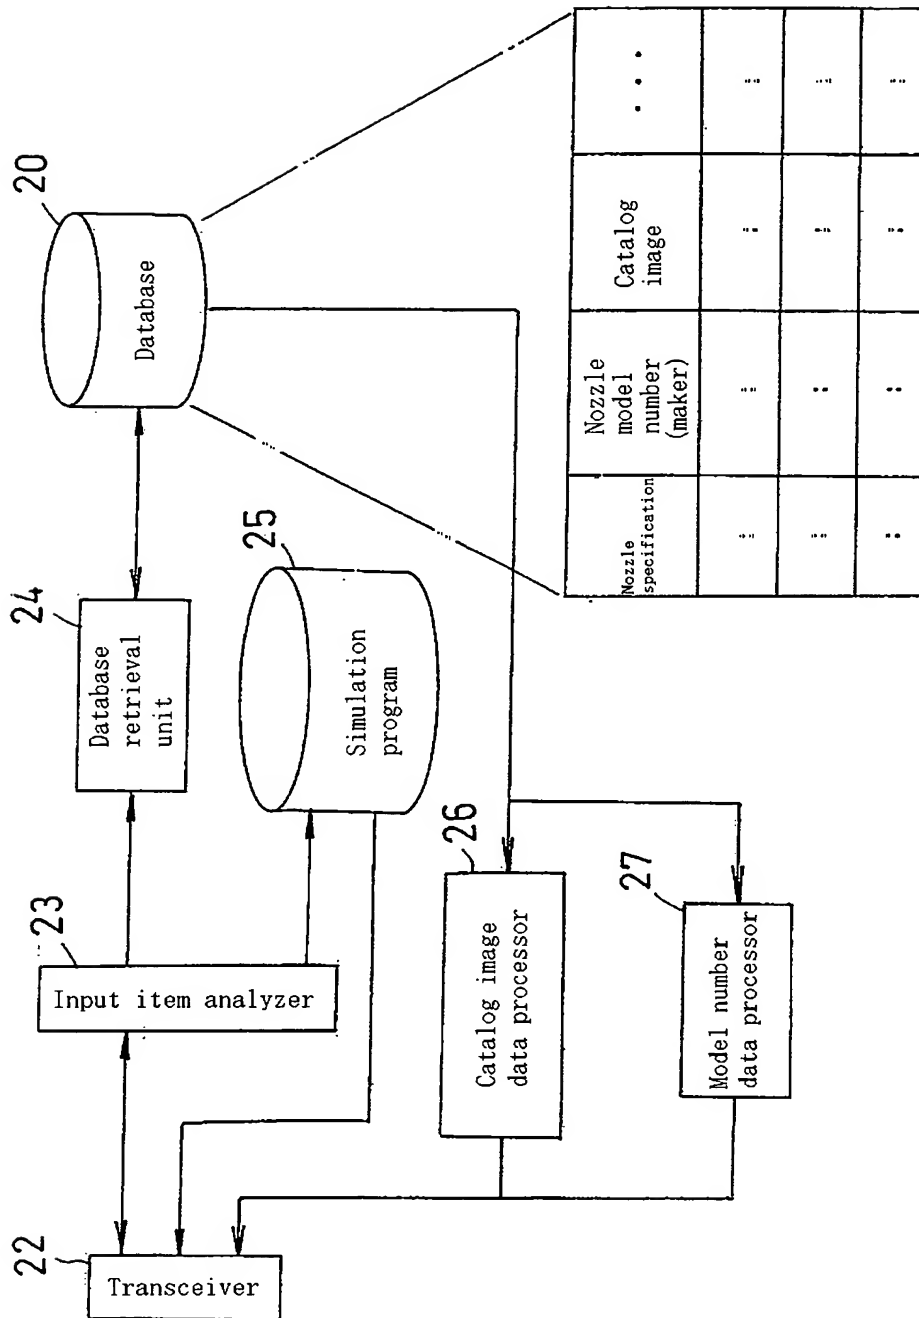 22
Transceiver
23
Input item analyzer
24
Database
retrieval
unit
20
Database
25
Simulation
program
26
Catalog image
data processor
27
Model number
data processor
Nozzle
specification
Nozzle
model
number
(maker)
Catalog
image
. . .